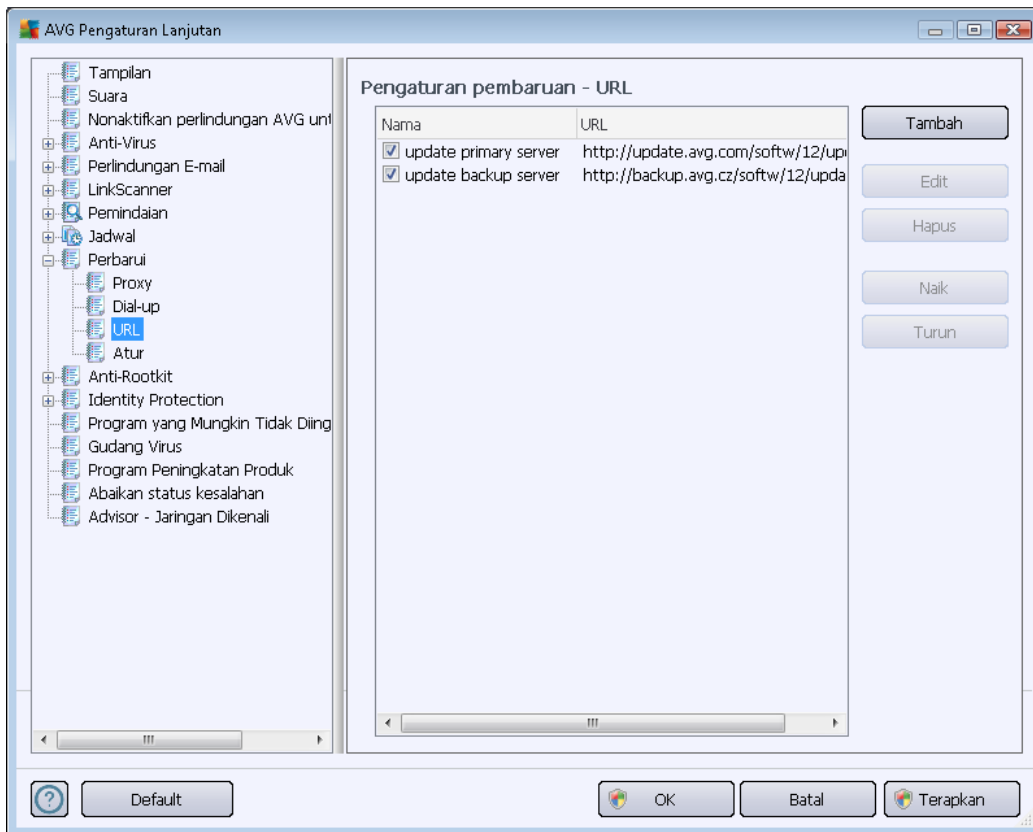 AVG Pengaturan Lanjutan
Tampilan
Suara
Nonaktifkan perlindungan AVG unt
Anti-Virus
Perlindungan E-mail
LinkScanner
Pemindaian
Jadwal
Perbarui
Proxy
Dial-up
URL
Atur
Anti-Rootkit
Identity Protection
Program yang Mungkin Tidak Diing
Gudang Virus
Program Peningkatan Produk
Abaikan status kesalahan
Advisor - Jaringan Dikenali
Pengaturan pembaruan - URL
Nama URL
update primary server http://update.avg.com/softw/12/up
update backup server http://backup.avg.cz/softw/12/upda
Tambah
Edit
Hapus
Naik
Turun
Default
OK
Batal
Terapkan